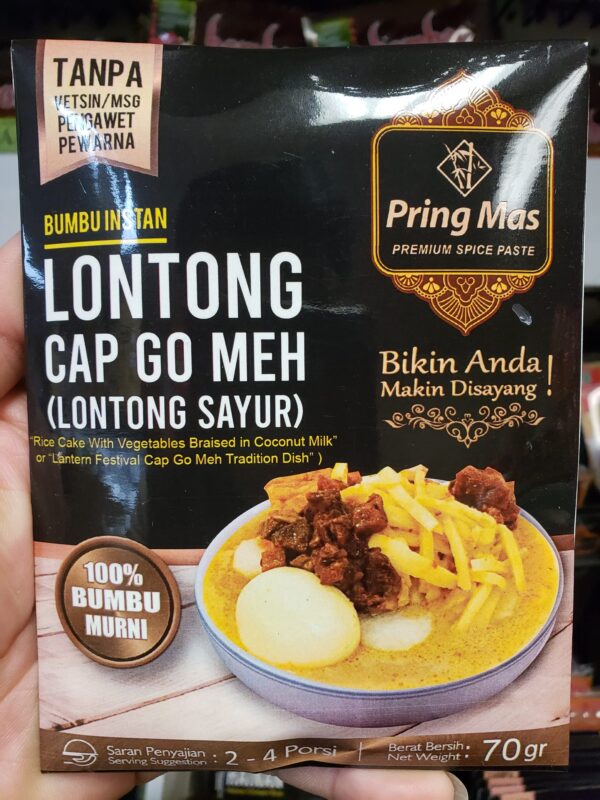 TANPA
VETSIN/MSG
PENGAWET
PEWARNA
BUMBU INSTAN
LONTONG
CAP GO MEH
(LONTONG SAYUR)
"Rice Cake With Vegetables Braised in Coconut Milk"
or "Lantern Festival Cap Go Meh Tradition Dish" )
Pring Mas
PREMIUM SPICE PASTE
Bikin Anda
Makin Disayang !
100%
BUMBU
MURNI
Saran Penyajian
Serving Suggestion : 2 - 4 Porsi
Berat Bersih
Net Weight : 70gr